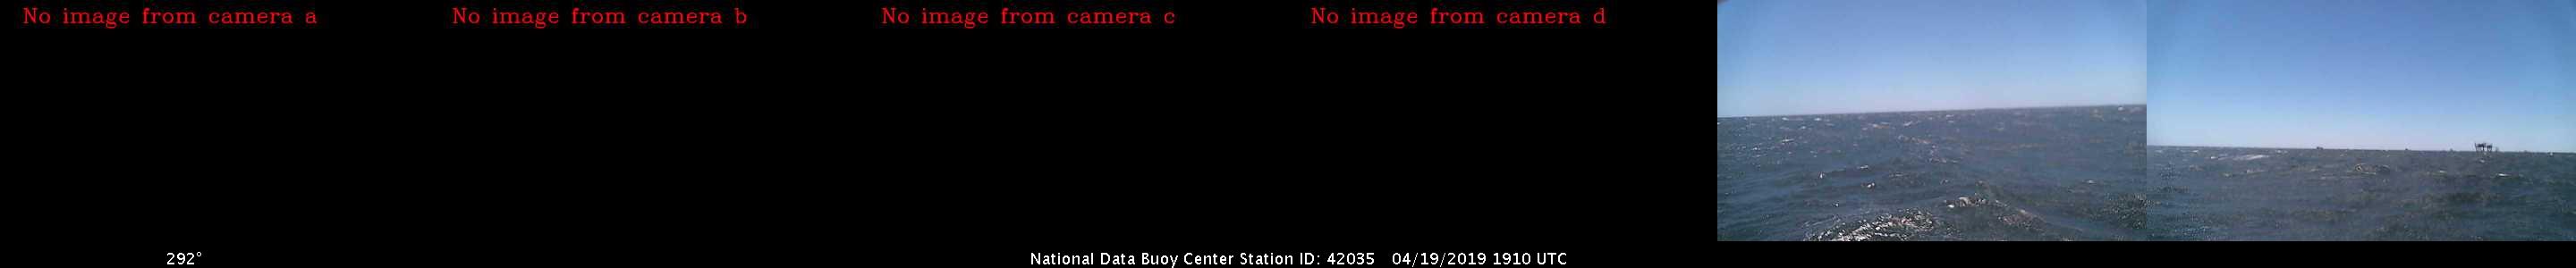 No image from camera a
No image from camera b
No image from camera c
No image from camera d
292°
National Data Buoy Center Station ID: 42035 04/19/2019 1910 UTC